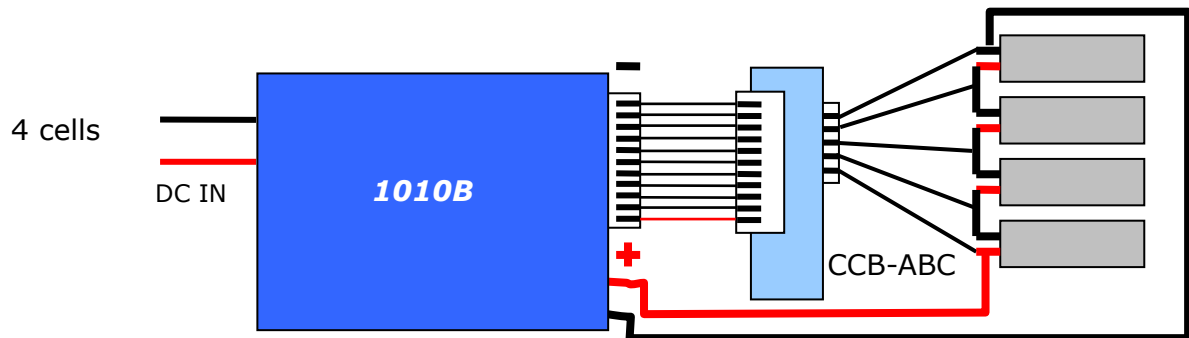 4 cells
DC IN
1010B
-
+
CCB-ABC